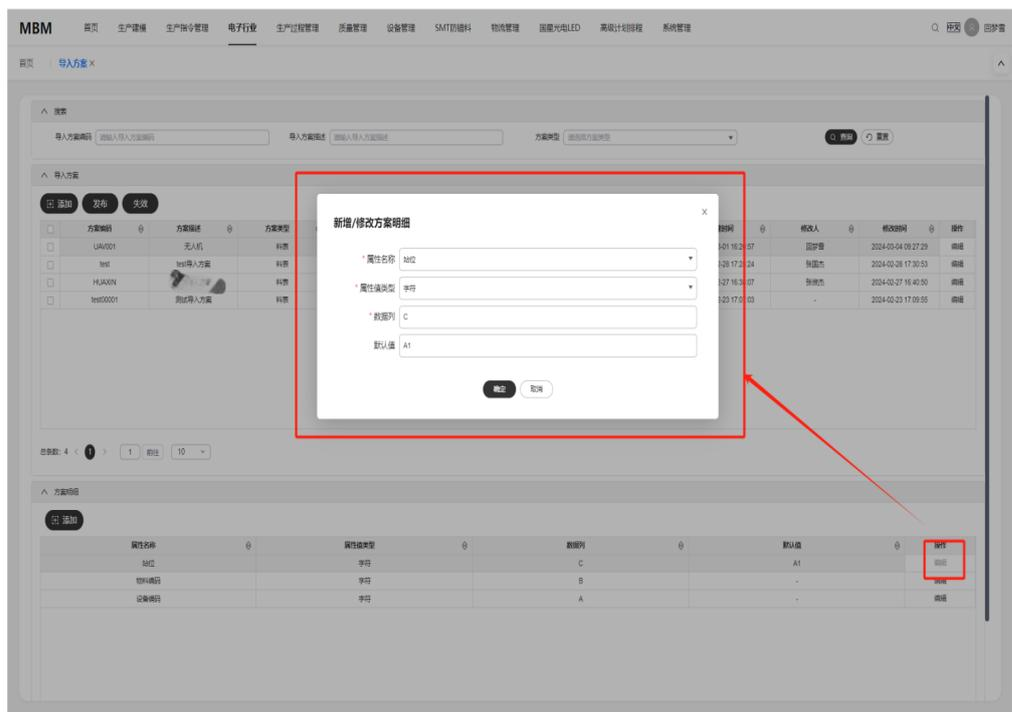 MBM 首页 生产建模 生产指令管理 电子行业 生产过程管理 质量管理 设备管理 SMT防错料 物流管理 国星光电LED 高级计划排程 系统管理 中文 回梦雪
首页 导入方案 ×
搜索
导入方案编码 请输入导入方案编码 导入方案描述 请输入导入方案描述 方案类型 请选择方案类型 查询 重置
导入方案
添加 发布 失效
方案编码 方案描述 方案类型 修改人 修改时间 操作
UAV001 无人机 料表 3-01 16:26:57 回梦雪 2024-03-04 09:27:29 编辑
test test导入方案 料表 张国杰 2024-02-28 17:30:53 编辑
HUAXIN 料表 2024-02-27 16:40:50 编辑
test00001 测试导入方案 料表 - 2024-02-23 17:09:55 编辑
新增/修改方案明细 x
* 属性名称 站位
* 属性值类型 字符
* 数据列 C
默认值 A1
确定 取消
总条数: 4 < 1 > 1 前往 10
方案明细
添加
属性名称 属性值类型 数据列 默认值 操作
站位 字符 C A1 编辑
物料编码 字符 B - 编辑
设备编码 字符 A - 编辑